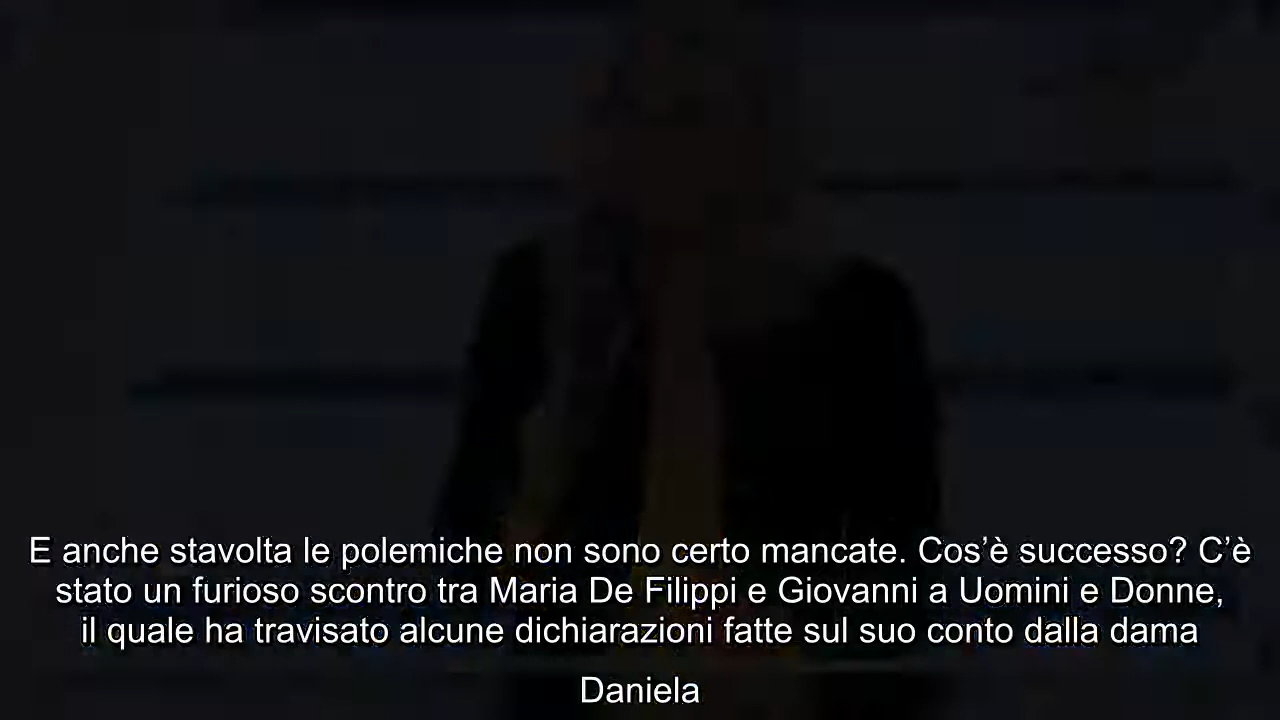 E anche stavolta le polemiche non sono certo mancate. Cos’è successo? C’è
stato un furioso scontro tra Maria De Filippi e Giovanni a Uomini e Donne,
il quale ha travisato alcune dichiarazioni fatte sul suo conto dalla dama
Daniela